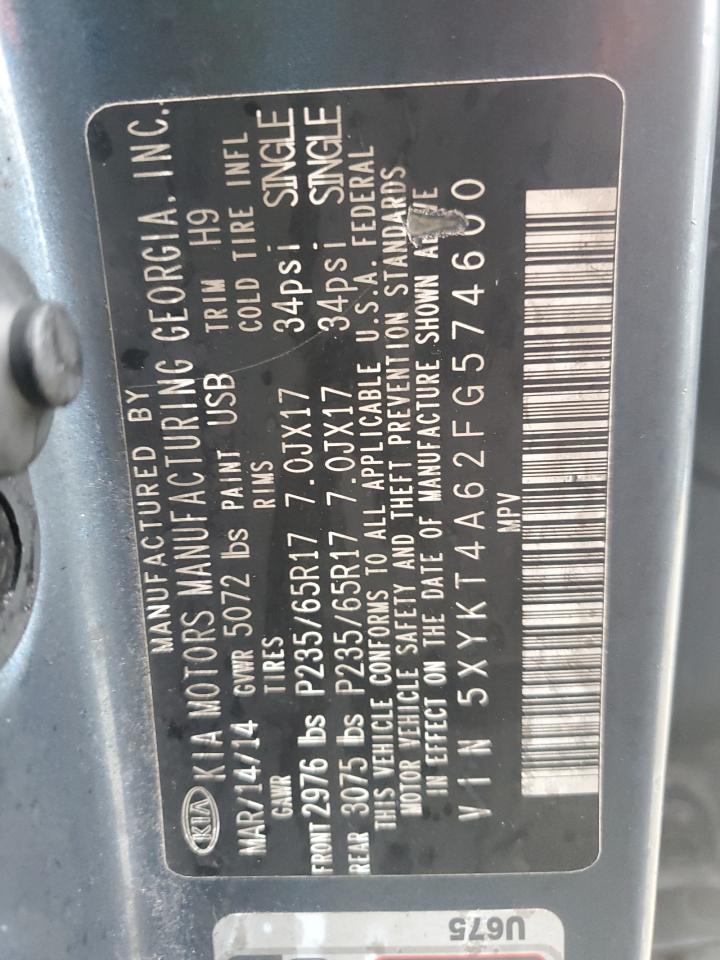 MANUFACTURED BY
KIA KIA MOTORS MANUFACTURING GEORGIA, INC.
MAR/14/14 GVWR 5072 lbs PAINT USB TRIM H9
GAWR TIRES RIMS COLD TIRE INFL
FRONT 2976 lbs P235/65R17 7.0JX17 34psi SINGLE
REAR 3075 lbs P235/65R17 7.0JX17 34psi SINGLE
THIS VEHICLE CONFORMS TO ALL APPLICABLE U.S.A. FEDERAL
MOTOR VEHICLE SAFETY AND THEFT PREVENTION STANDARDS
IN EFFECT ON THE DATE OF MANUFACTURE SHOWN ABOVE
VIN 5XYKT4A62FG574600
MPV
U675